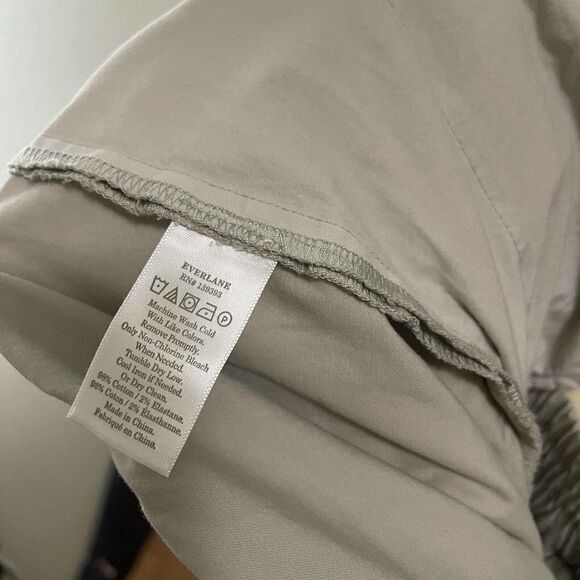 EVERLANE
RN# 139393
Machine Wash Cold
With Like Colors.
Remove Promptly.
Only Non-Chlorine Bleach
When Needed.
Tumble Dry Low.
Cool Iron if Needed.
Or Dry Clean.
98% Cotton / 2% Elastane.
98% Coton / 2% Élasthanne.
Made in China.
Fabriqué en Chine.